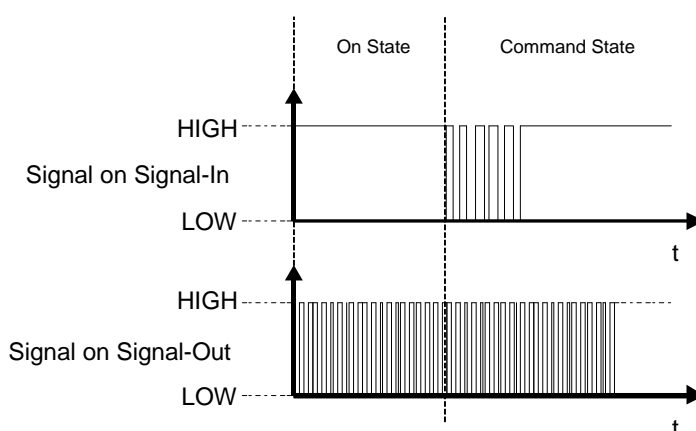 On State
Command State
HIGH
Signal on Signal-In
LOW
t
HIGH
Signal on Signal-Out
LOW
t